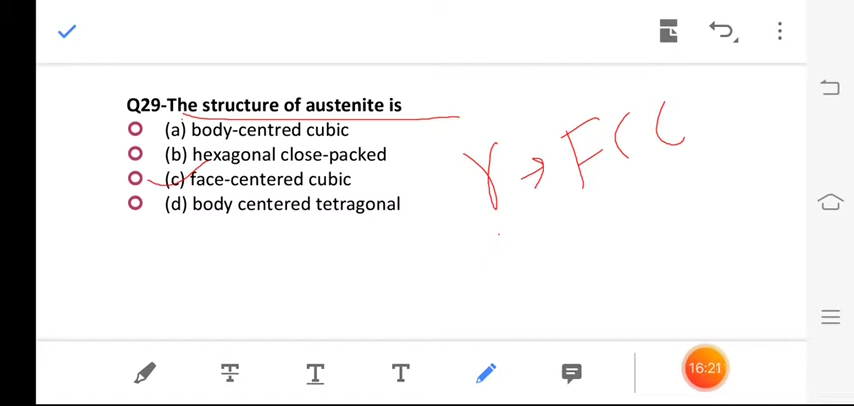 Q29-The structure of austenite is
(a) body-centred cubic
(b) hexagonal close-packed
(c) face-centered cubic
(d) body centered tetragonal
γ → FCC
T T T
16:21